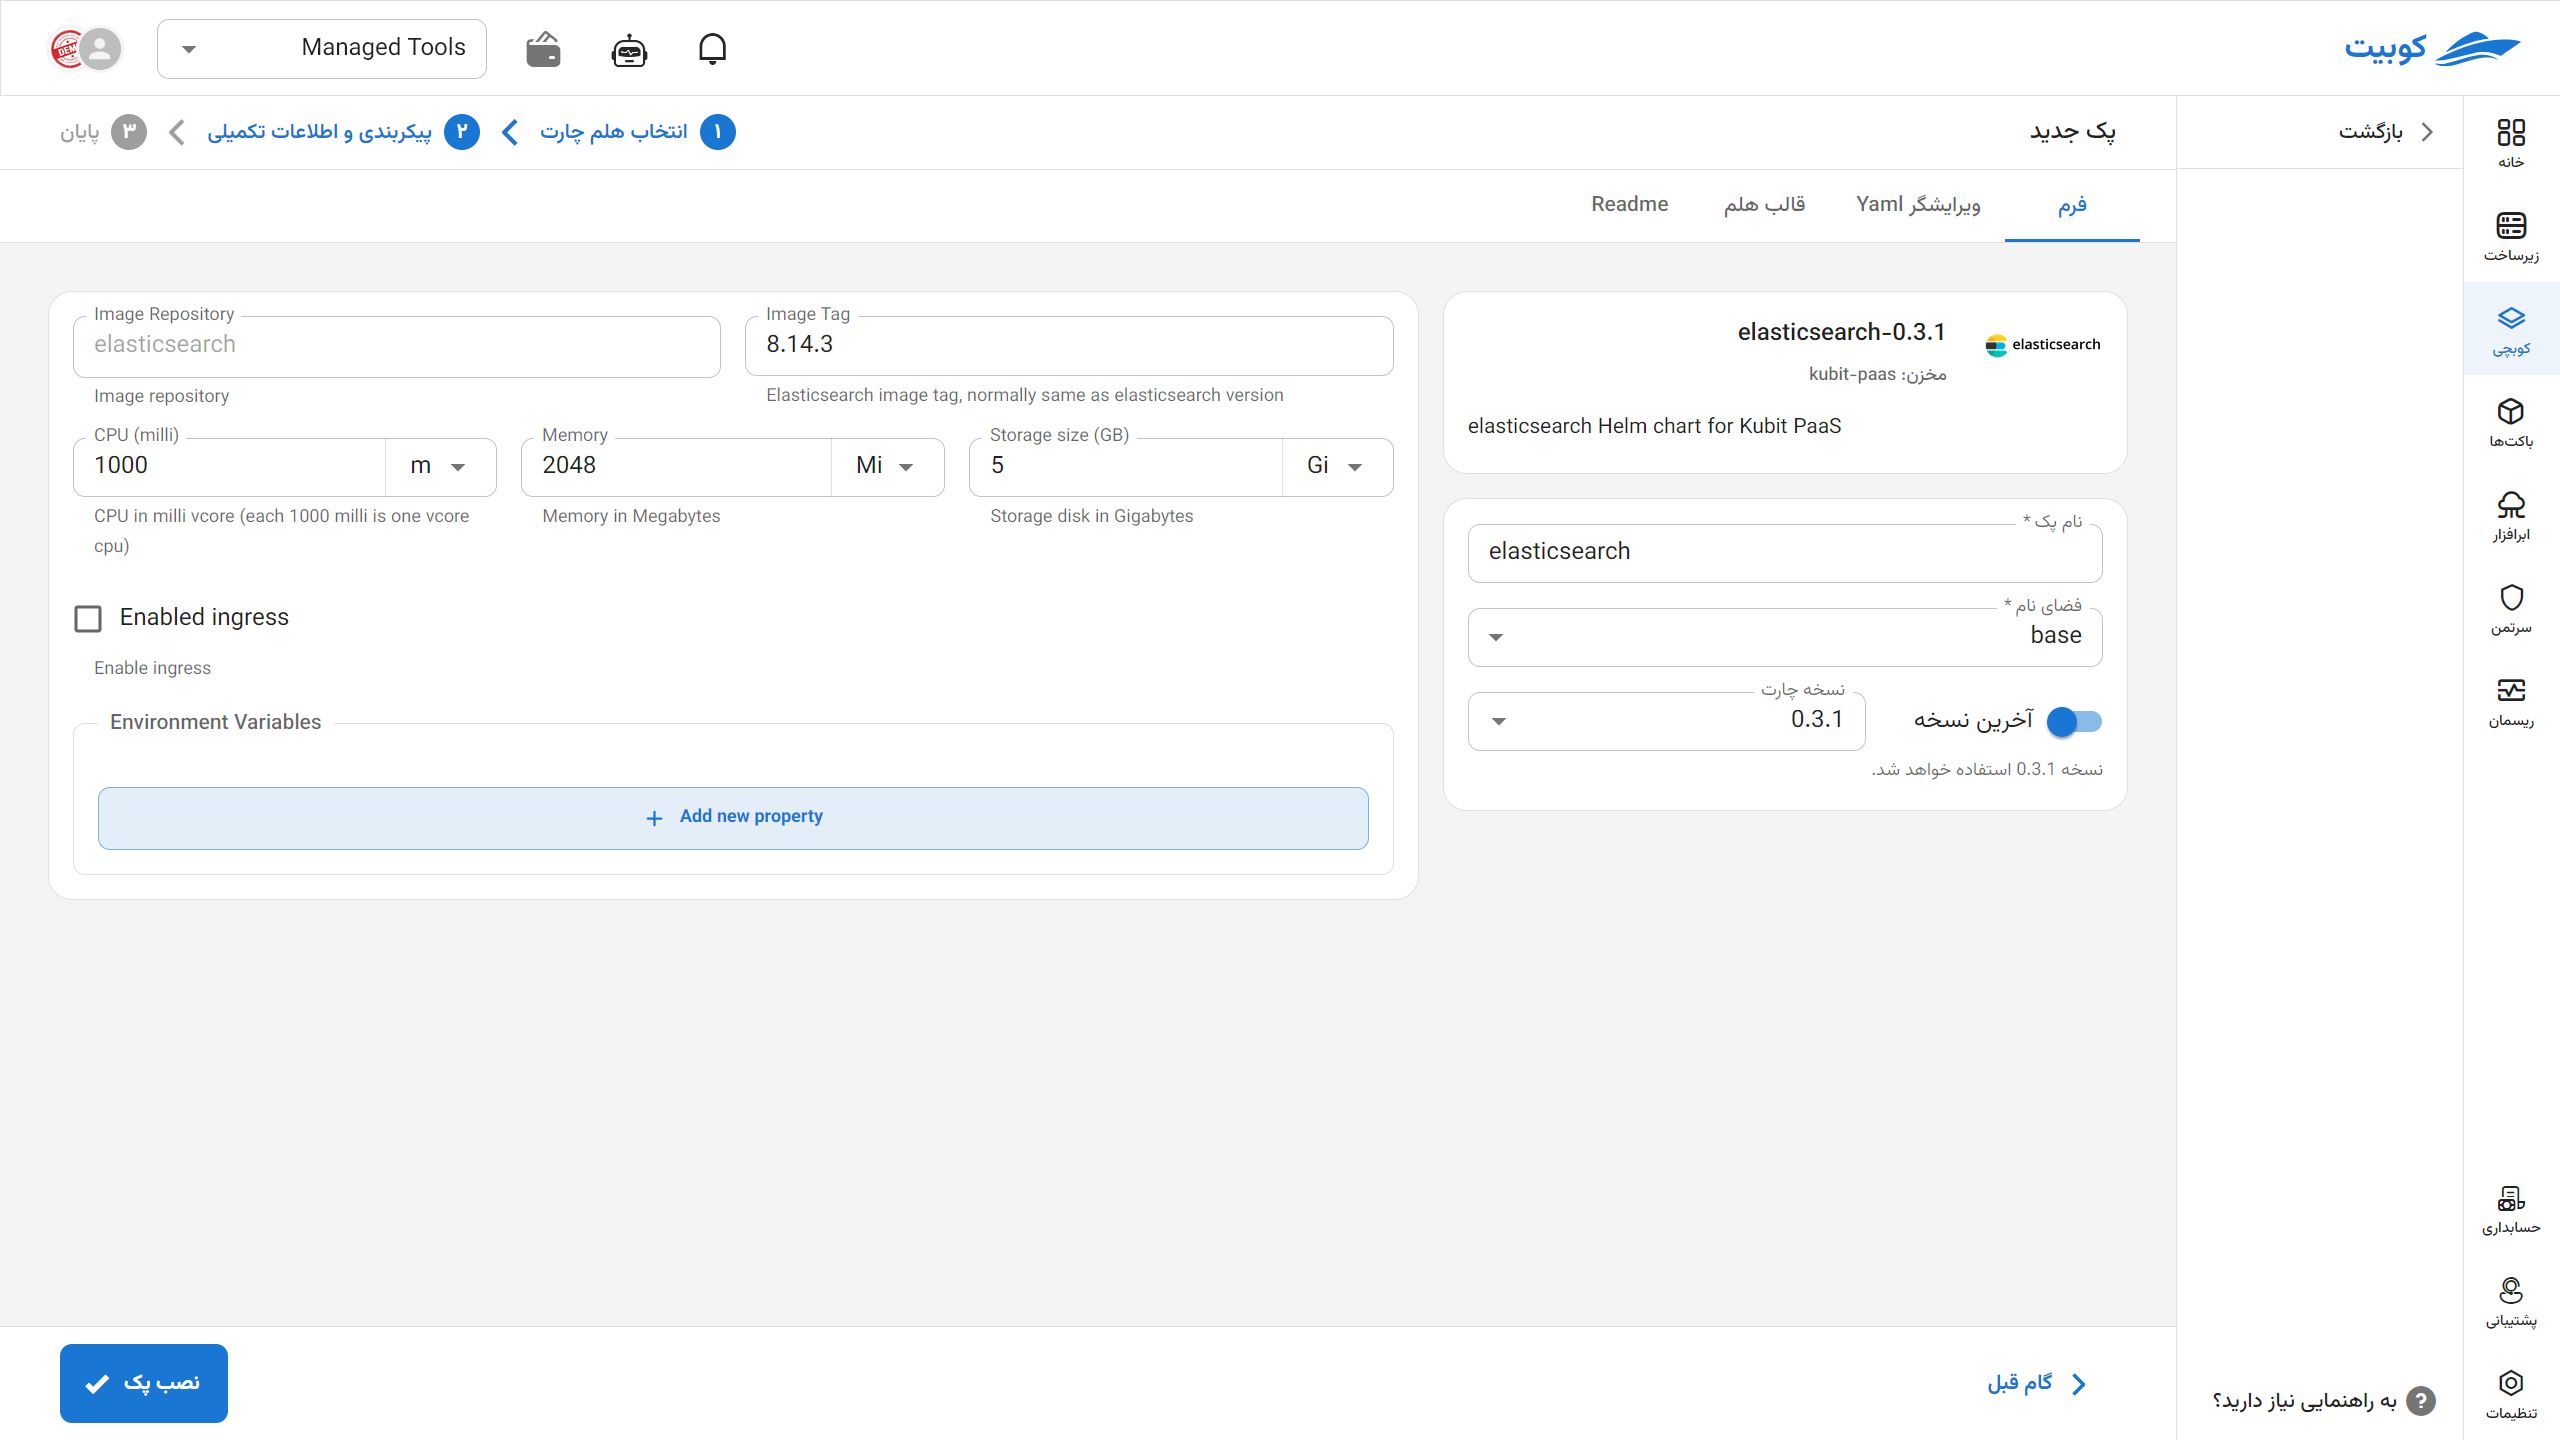 کوبیت
Managed Tools
خانه
زیرساخت
کوبچی
باکت‌ها
ابرافزار
سرتمن
ریسمان
حسابداری
پشتیبانی
تنظیمات
بازگشت
به راهنمایی نیاز دارید؟
پک جدید
۱ انتخاب هلم چارت
۲ پیکربندی و اطلاعات تکمیلی
۳ پایان
فرم
ویرایشگر Yaml
قالب هلم
Readme
elasticsearch
elasticsearch-0.3.1
مخزن: kubit-paas
elasticsearch Helm chart for Kubit PaaS
نام پک *
elasticsearch
فضای نام *
base
آخرین نسخه
نسخه چارت
0.3.1
نسخه 0.3.1 استفاده خواهد شد.
Image Repository
elasticsearch
Image repository
Image Tag
8.14.3
Elasticsearch image tag, normally same as elasticsearch version
CPU (milli)
1000 m
CPU in milli vcore (each 1000 milli is one vcore
cpu)
Memory
2048 Mi
Memory in Megabytes
Storage size (GB)
5 Gi
Storage disk in Gigabytes
Enabled ingress
Enable ingress
Environment Variables
Add new property
گام قبل
نصب پک